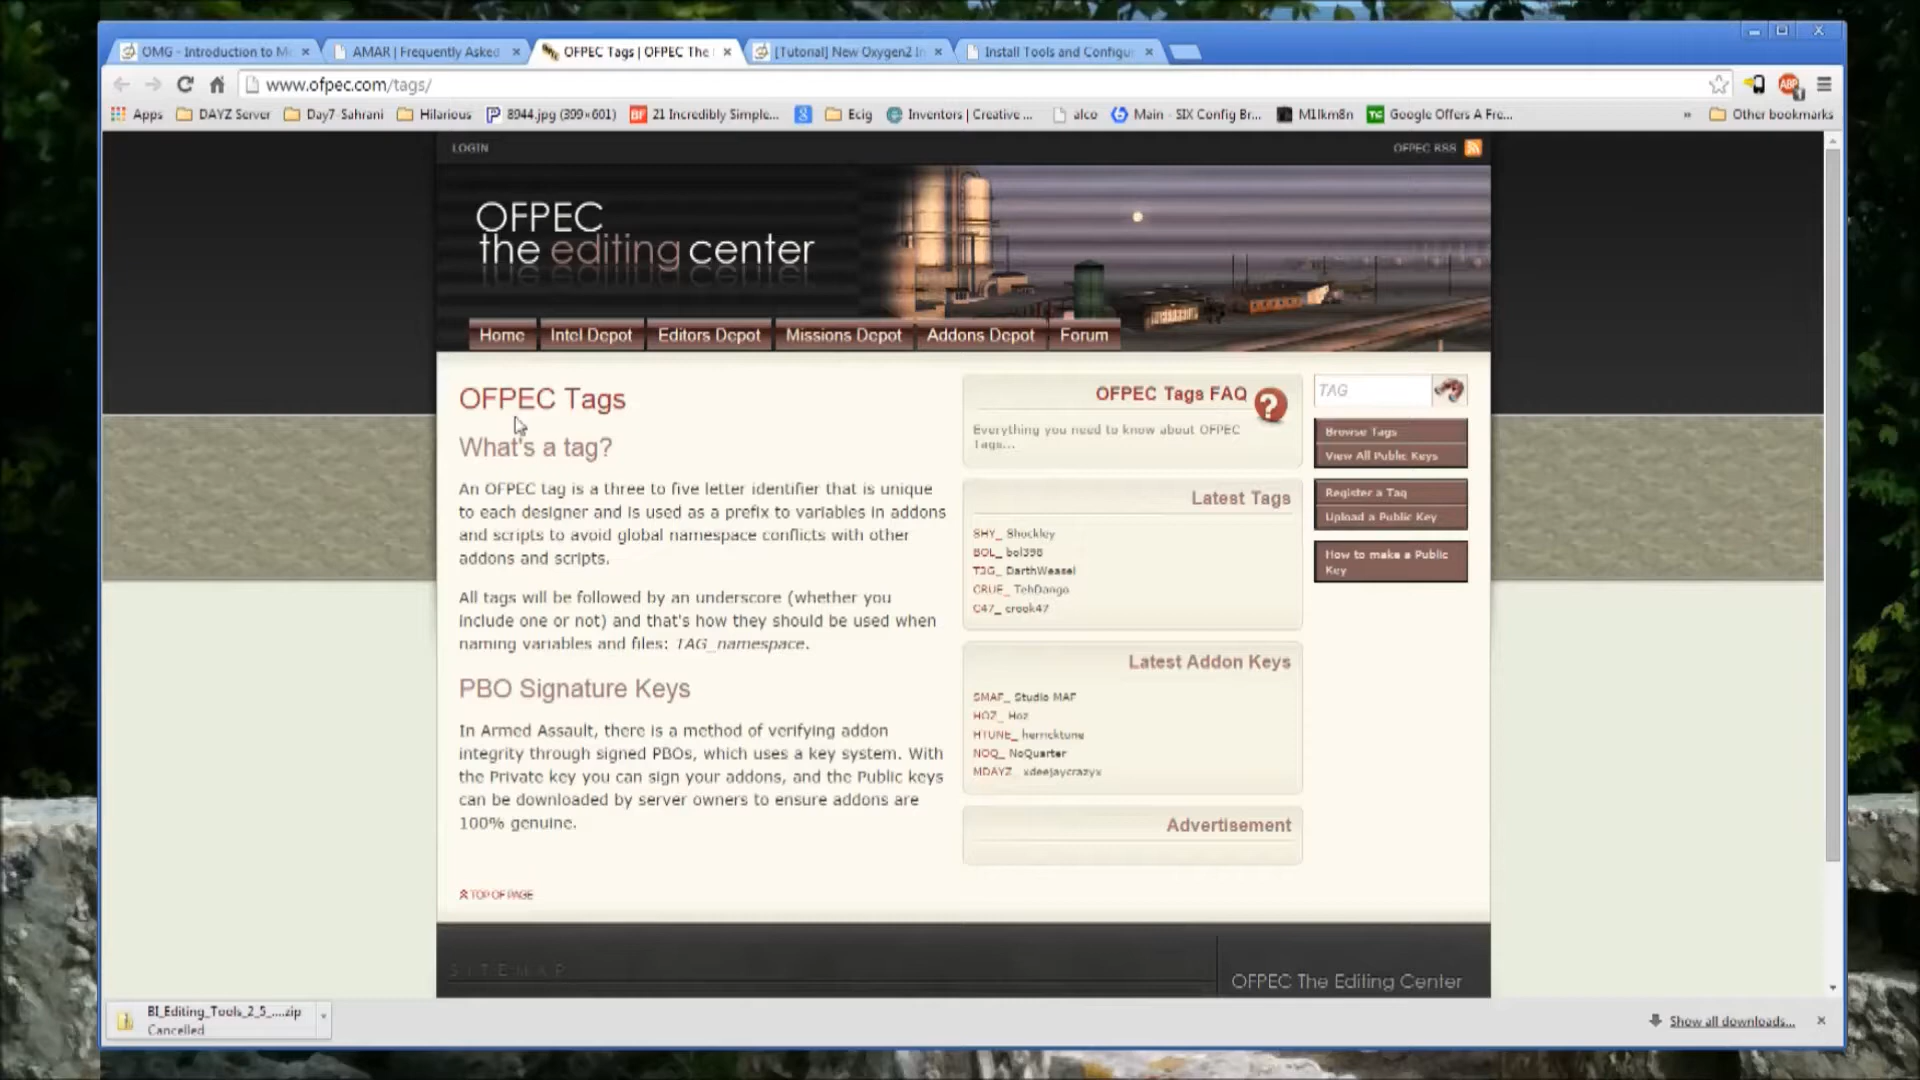 OMG - Introduction to M
AMAR | Frequently Asked
OFPEC Tags | OFPEC The
[Tutorial] New Oxygen2 In
Install Tools and Configur
www.ofpec.com/tags/
Apps
DAYZ Server
Day7-Sahrani
Hilarious
8944.jpg (399×601)
21 Incredibly Simple...
Ecig
Inventors | Creative ...
alco
Main - SIX Config Br...
M1lkm8n
Google Offers A Fre...
»
Other bookmarks
LOGIN
OFPEC RSS
OFPEC
the editing center
Home
Intel Depot
Editors Depot
Missions Depot
Addons Depot
Forum
OFPEC Tags
What's a tag?
An OFPEC tag is a three to five letter identifier that is unique
to each designer and is used as a prefix to variables in addons
and scripts to avoid global namespace conflicts with other
addons and scripts.
All tags will be followed by an underscore (whether you
include one or not) and that's how they should be used when
naming variables and files: TAG_namespace.
PBO Signature Keys
In Armed Assault, there is a method of verifying addon
integrity through signed PBOs, which uses a key system. With
the Private key you can sign your addons, and the Public keys
can be downloaded by server owners to ensure addons are
100% genuine.
TOP OF PAGE
OFPEC Tags FAQ
?
Everything you need to know about OFPEC
Tags...
Latest Tags
SHY_ Shockley
BOL_ bol398
T3G_ DarthWeasel
CRUE_ TehDango
C47_ crook47
Latest Addon Keys
SMAF_ Studio MAF
HOZ_ Hoz
HTUNE_ herricktune
NOQ_ NoQuarter
MDAYZ_ xdeejaycrazyx
Advertisement
TAG
Browse Tags
View All Public Keys
Register a Tag
Upload a Public Key
How to make a Public
Key
SITEMAP
OFPEC The Editing Center
BI_Editing_Tools_2_5_....zip
Cancelled
Show all downloads...